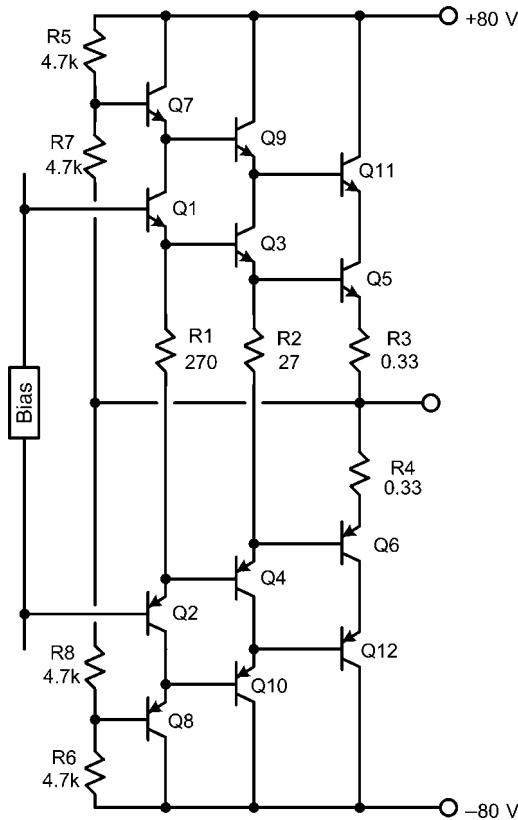 +80 V
R5
4.7k
Q7
R7
4.7k
Q9
Q11
Q1
Q3
Q5
R1
270
R2
27
R3
0.33
Bias
R4
0.33
Q6
Q4
Q2
Q12
R8
4.7k
Q10
Q8
R6
4.7k
–80 V